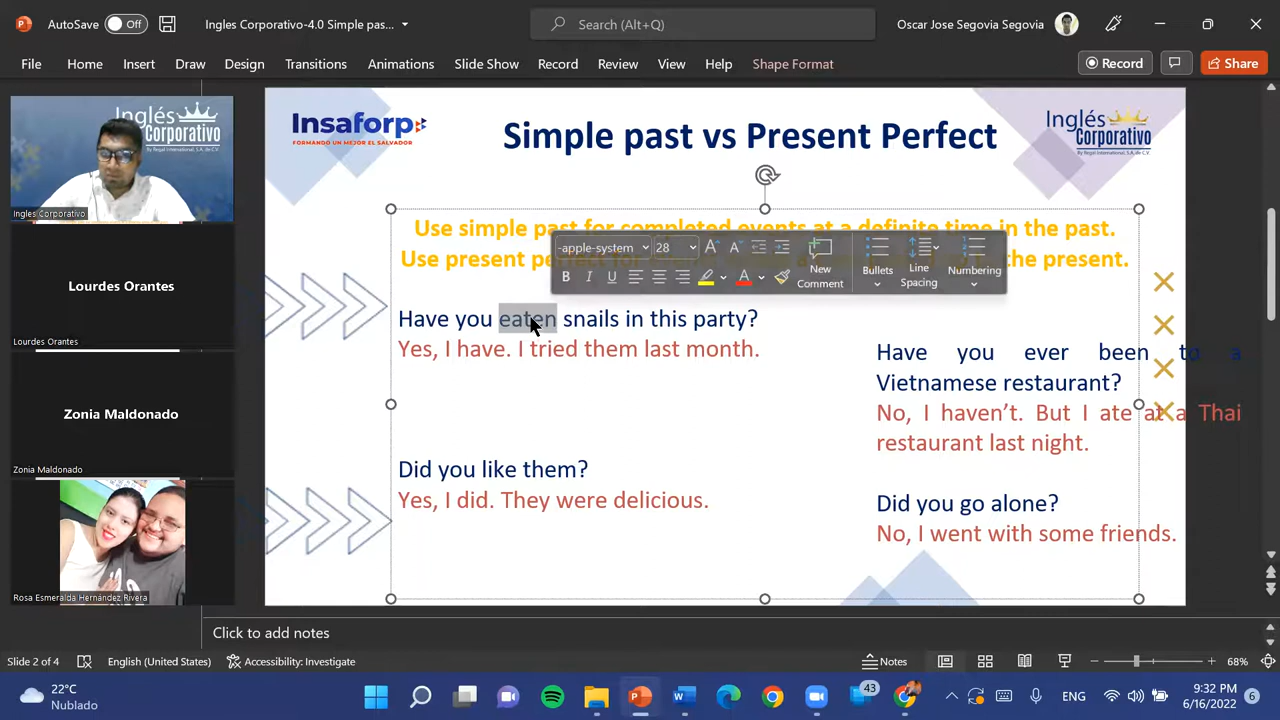 AutoSave Off
Ingles Corporativo-4.0 Simple pas...
Search (Alt+Q)
Oscar Jose Segovia Segovia
File Home Insert Draw Design Transitions Animations Slide Show Record Review View Help Shape Format
Record
Share
Inglés
Corporativo
Ingles Corporativo
Lourdes Orantes
Lourdes Orantes
Zonia Maldonado
Zonia Maldonado
Rosa Esmeralda Hernández Rivera
Insaforp
FORMANDO UN MEJOR EL SALVADOR
Simple past vs Present Perfect
Inglés
Corporativo
By Regal International, S.A. de C.V.
Use simple past for completed events at a definite time in the past.
Use present the present.
-apple-system 28
New
Comment
Bullets
Line
Spacing
Numbering
Have you eaten snails in this party?
Yes, I have. I tried them last month.
Did you like them?
Yes, I did. They were delicious.
Have you ever been to a
Vietnamese restaurant?
No, I haven't. But I ate at a Thai
restaurant last night.
Did you go alone?
No, I went with some friends.
Click to add notes
Slide 2 of 4
English (United States)
Accessibility: Investigate
Notes
68%
22°C
Nublado
43
ENG
9:32 PM
6/16/2022
6